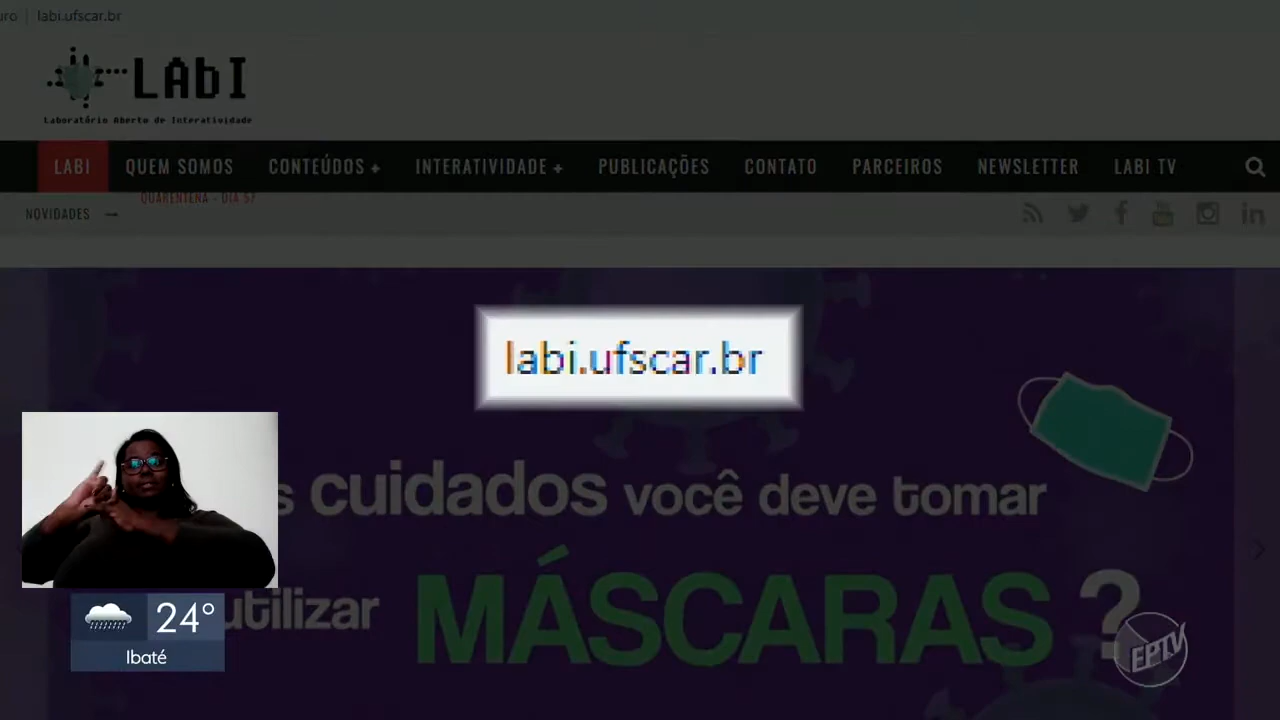 labi.ufscar.br
LAbI
Laboratório Aberto de Interatividade
LABI
QUEM SOMOS
CONTEÚDOS +
INTERATIVIDADE +
PUBLICAÇÕES
CONTATO
PARCEIROS
NEWSLETTER
LABI TV
QUARENTENA - DIA 57
NOVIDADES
labi.ufscar.br
cuidados você deve tomar
utilizar MÁSCARAS ?
24°
Ibaté
EPTV